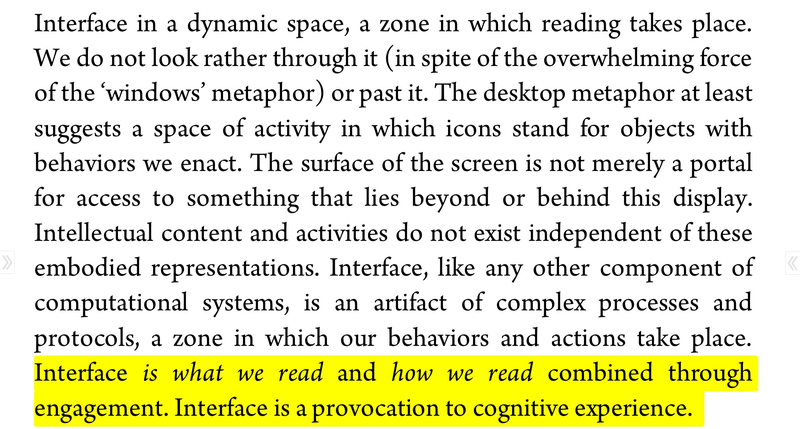 Interface in a dynamic space, a zone in which reading takes place.
We do not look rather through it (in spite of the overwhelming force
of the ‘windows’ metaphor) or past it. The desktop metaphor at least
suggests a space of activity in which icons stand for objects with
behaviors we enact. The surface of the screen is not merely a portal
for access to something that lies beyond or behind this display.
Intellectual content and activities do not exist independent of these
embodied representations. Interface, like any other component of
computational systems, is an artifact of complex processes and
protocols, a zone in which our behaviors and actions take place.
Interface is what we read and how we read combined through
engagement. Interface is a provocation to cognitive experience.